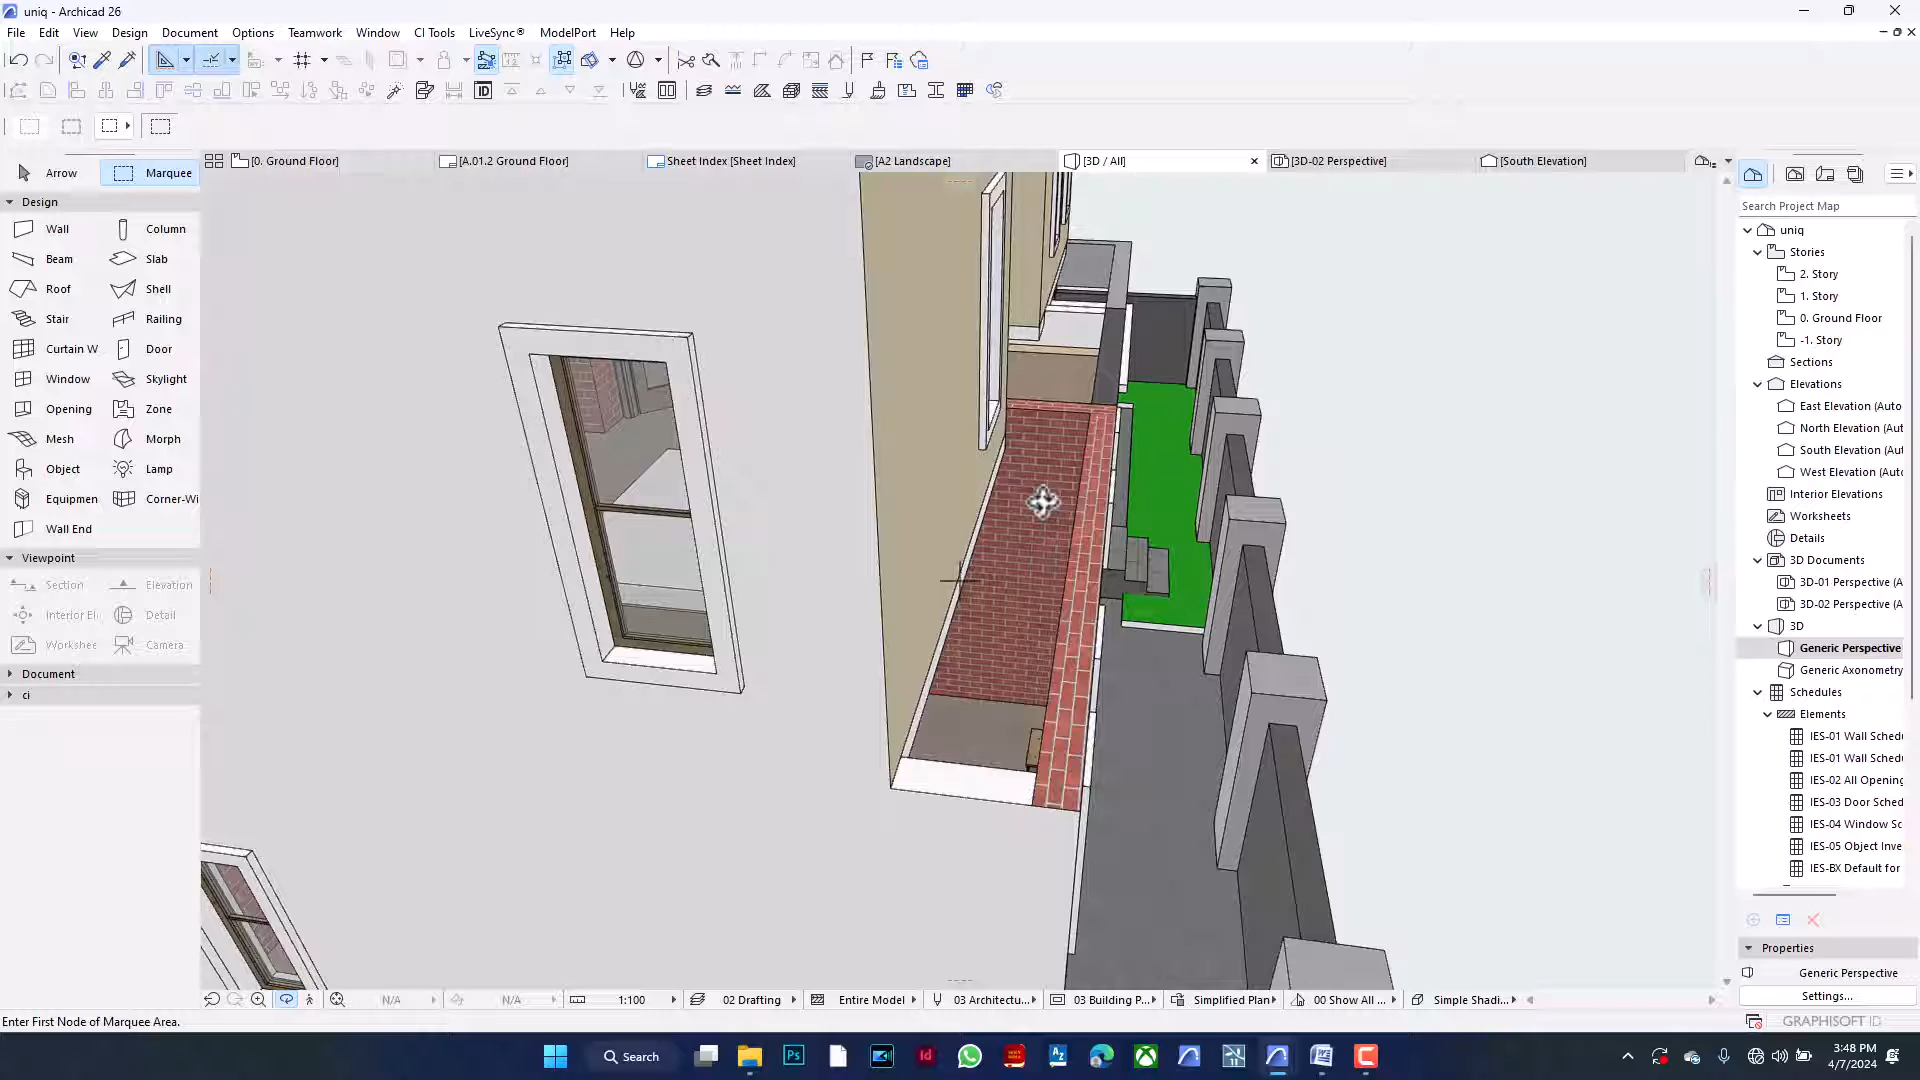 uniq - Archicad 26
File Edit View Design Document Options Teamwork Window CI Tools LiveSync® ModelPort Help
[0. Ground Floor] [A.01.2 Ground Floor] Sheet Index [Sheet Index] [A2 Landscape] [3D / All] [3D-02 Perspective] [South Elevation]
Arrow Marquee
Design
Wall Column
Beam Slab
Roof Shell
Stair Railing
Curtain W Door
Window Skylight
Opening Zone
Mesh Morph
Object Lamp
Equipmen Corner-Wi
Wall End
Viewpoint
Section Elevation
Interior El Detail
Workshee Camera
Document
ci
Search Project Map
uniq
Stories
2. Story
1. Story
0. Ground Floor
-1. Story
Sections
Elevations
East Elevation (Auto
North Elevation (Aut
South Elevation (Aut
West Elevation (Auto
Interior Elevations
Worksheets
Details
3D Documents
3D-01 Perspective (A
3D-02 Perspective (A
3D
Generic Perspective
Generic Axonometry
Schedules
Elements
IES-01 Wall Schedu
IES-01 Wall Schedu
IES-02 All Opening
IES-03 Door Sched
IES-04 Window Sc
IES-05 Object Inve
IES-BX Default for
Properties
Generic Perspective
Settings...
N/A N/A 1:100 02 Drafting Entire Model 03 Architectu... 03 Building P... Simplified Plan 00 Show All ... Simple Shadi...
Enter First Node of Marquee Area.
GRAPHISOFT ID
Search
3:48 PM
4/7/2024